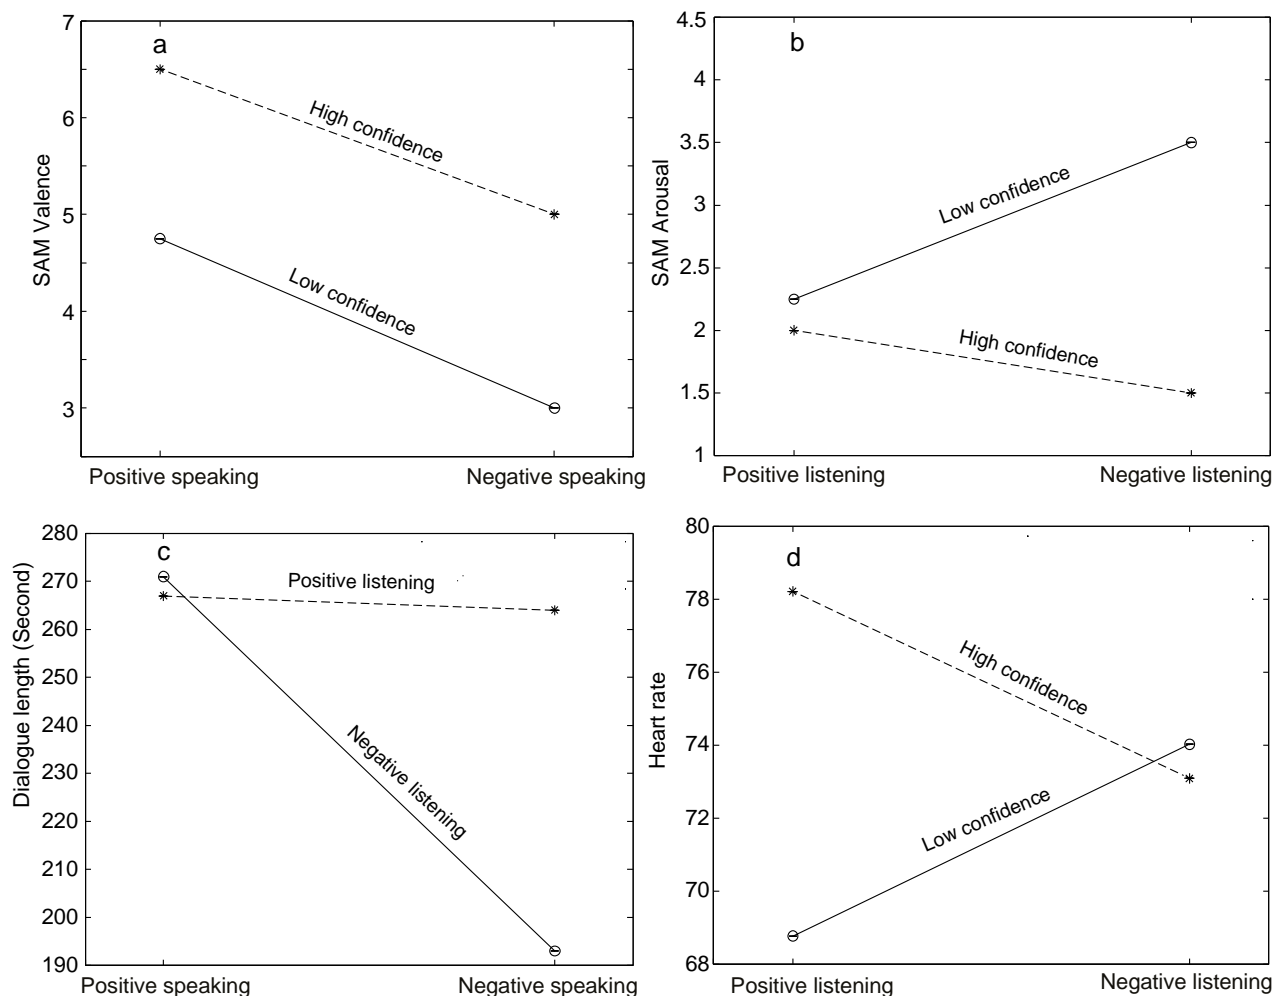 a
7
6
5
4
3
SAM Valence
High confidence
Low confidence
Positive speaking
Negative speaking
b
4.5
4
3.5
3
2.5
2
1.5
1
SAM Arousal
Low confidence
High confidence
Positive listening
Negative listening
c
280
270
260
250
240
230
220
210
200
190
Dialogue length (Second)
Positive listening
Negative listening
Positive speaking
Negative speaking
d
80
78
76
74
72
70
68
Heart rate
High confidence
Low confidence
Positive listening
Negative listening